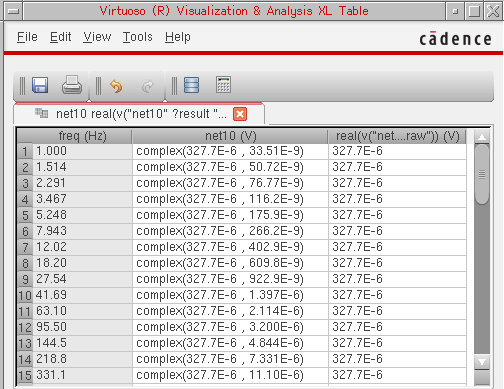 Virtuoso (R) Visualization & Analysis XL Table
File Edit View Tools Help
cādence
net10 real(v("net10" ?result "...
freq (Hz) net10 (V) real(v("net....raw")) (V)
1 1.000 complex(327.7E-6 , 33.51E-9) 327.7E-6
2 1.514 complex(327.7E-6 , 50.72E-9) 327.7E-6
3 2.291 complex(327.7E-6 , 76.77E-9) 327.7E-6
4 3.467 complex(327.7E-6 , 116.2E-9) 327.7E-6
5 5.248 complex(327.7E-6 , 175.9E-9) 327.7E-6
6 7.943 complex(327.7E-6 , 266.2E-9) 327.7E-6
7 12.02 complex(327.7E-6 , 402.9E-9) 327.7E-6
8 18.20 complex(327.7E-6 , 609.8E-9) 327.7E-6
9 27.54 complex(327.7E-6 , 922.9E-9) 327.7E-6
10 41.69 complex(327.7E-6 , 1.397E-6) 327.7E-6
11 63.10 complex(327.7E-6 , 2.114E-6) 327.7E-6
12 95.50 complex(327.7E-6 , 3.200E-6) 327.7E-6
13 144.5 complex(327.7E-6 , 4.844E-6) 327.7E-6
14 218.8 complex(327.7E-6 , 7.331E-6) 327.7E-6
15 331.1 complex(327.7E-6 , 11.10E-6) 327.7E-6